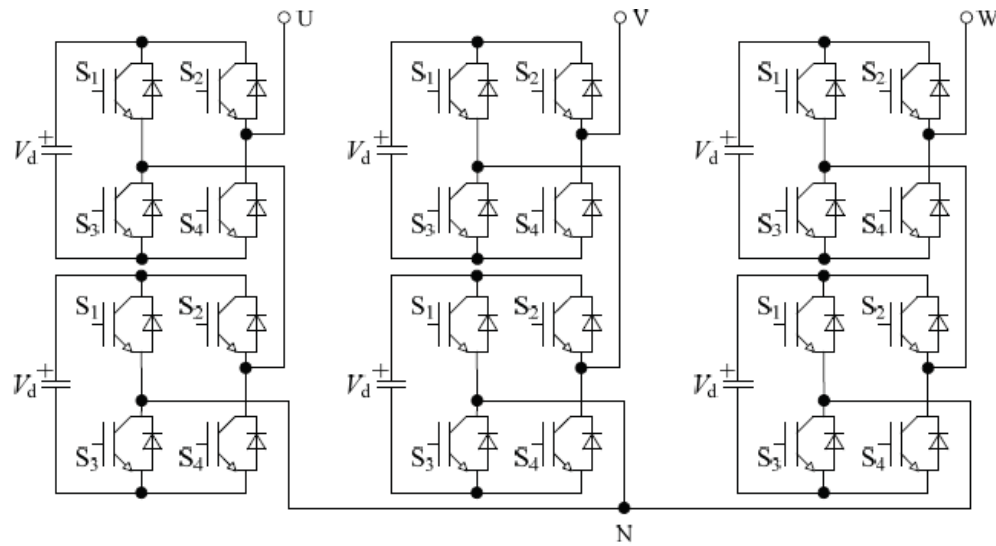 U V W
S1 S2 S1 S2 S1 S2
Vd + Vd + Vd +
S3 S4 S3 S4 S3 S4
S1 S2 S1 S2 S1 S2
Vd + Vd + Vd +
S3 S4 S3 S4 S3 S4
N